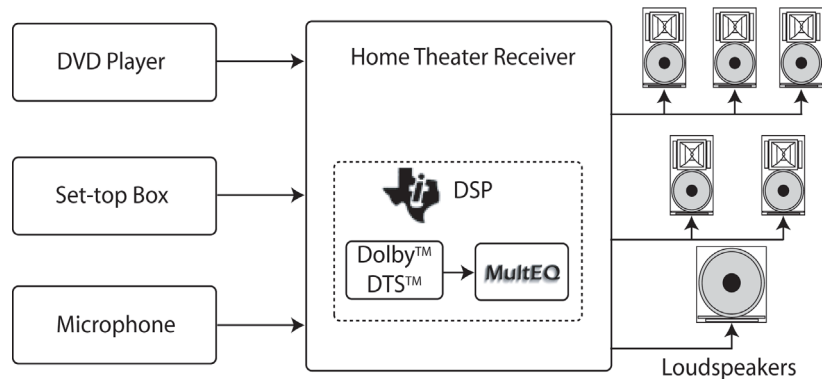 DVD Player
Home Theater Receiver
Set-top Box
DSP
Dolby™
DTS™
MultEQ
Microphone
Loudspeakers